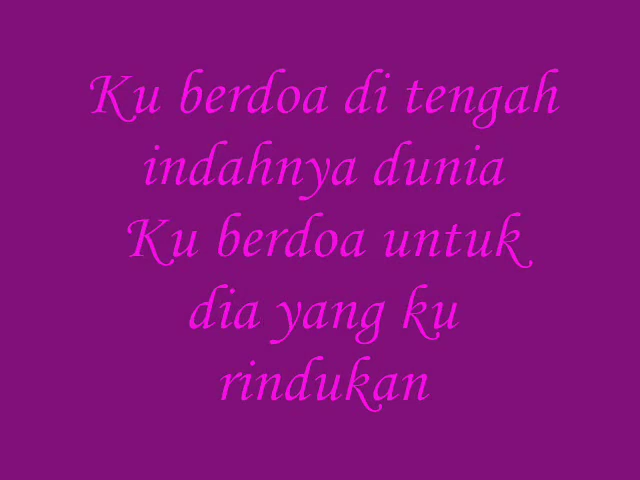 Ku berdoa di tengah
indahnya dunia
Ku berdoa untuk
dia yang ku
rindukan